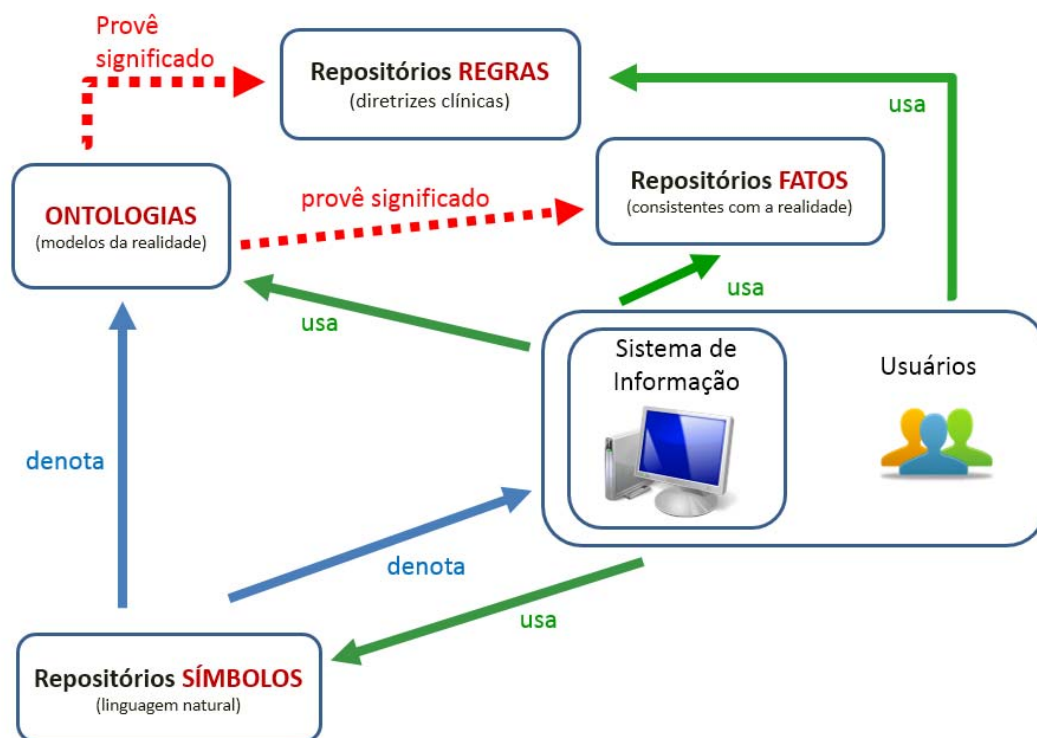 Provê
significado
Repositórios REGRAS
(diretrizes clínicas)
usa
Repositórios FATOS
(consistentes com a realidade)
provê significado
ONTOLOGIAS
(modelos da realidade)
usa
usa
Sistema de
Informação
Usuários
denota
denota
usa
Repositórios SÍMBOLOS
(linguagem natural)